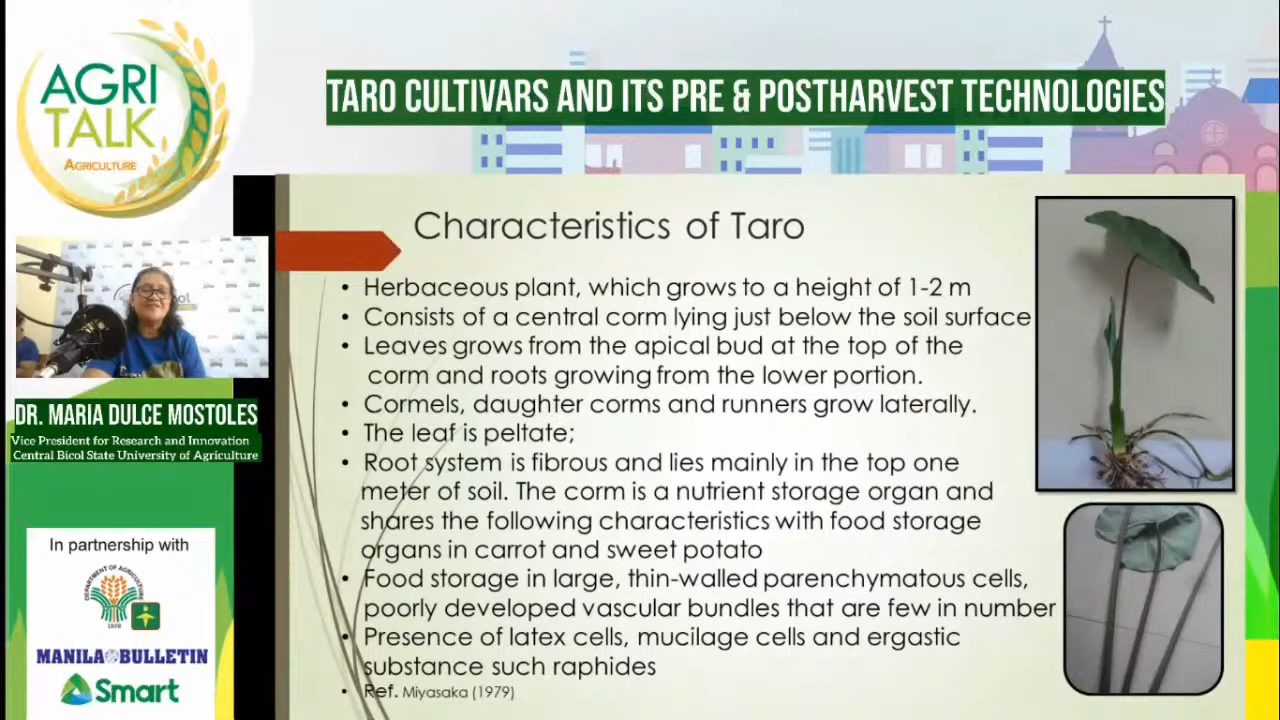 AGRI
TALK
AGRICULTURE
TARO CULTIVARS AND ITS PRE & POSTHARVEST TECHNOLOGIES
DR. MARIA DULCE MOSTOLES
Vice President for Research and Innovation
Central Bicol State University of Agriculture
In partnership with
DEPARTMENT OF AGRICULTURE
1898
MANILA BULLETIN
Smart
Characteristics of Taro
• Herbaceous plant, which grows to a height of 1-2 m
• Consists of a central corm lying just below the soil surface
• Leaves grows from the apical bud at the top of the
corm and roots growing from the lower portion.
• Cormels, daughter corms and runners grow laterally.
• The leaf is peltate;
• Root system is fibrous and lies mainly in the top one
meter of soil. The corm is a nutrient storage organ and
shares the following characteristics with food storage
organs in carrot and sweet potato
• Food storage in large, thin-walled parenchymatous cells,
poorly developed vascular bundles that are few in number
• Presence of latex cells, mucilage cells and ergastic
substance such raphides
• Ref. Miyasaka (1979)